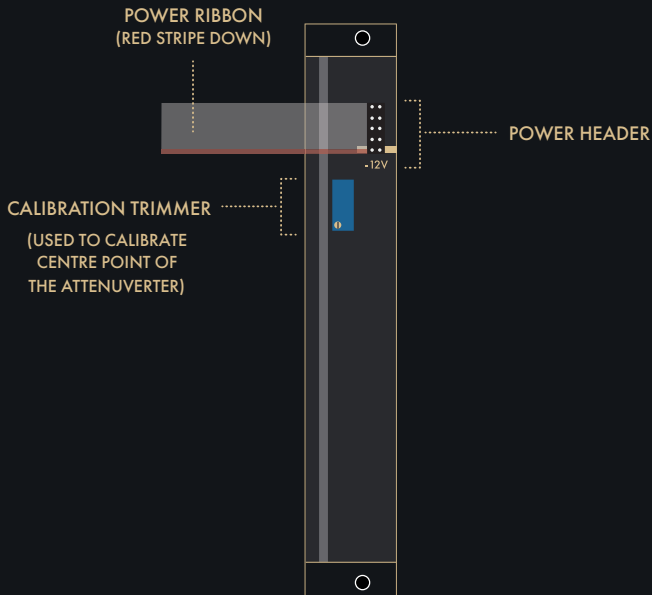 POWER RIBBON
(RED STRIPE DOWN)
POWER HEADER
-12V
CALIBRATION TRIMMER
(USED TO CALIBRATE
CENTRE POINT OF
THE ATTENUVERTER)